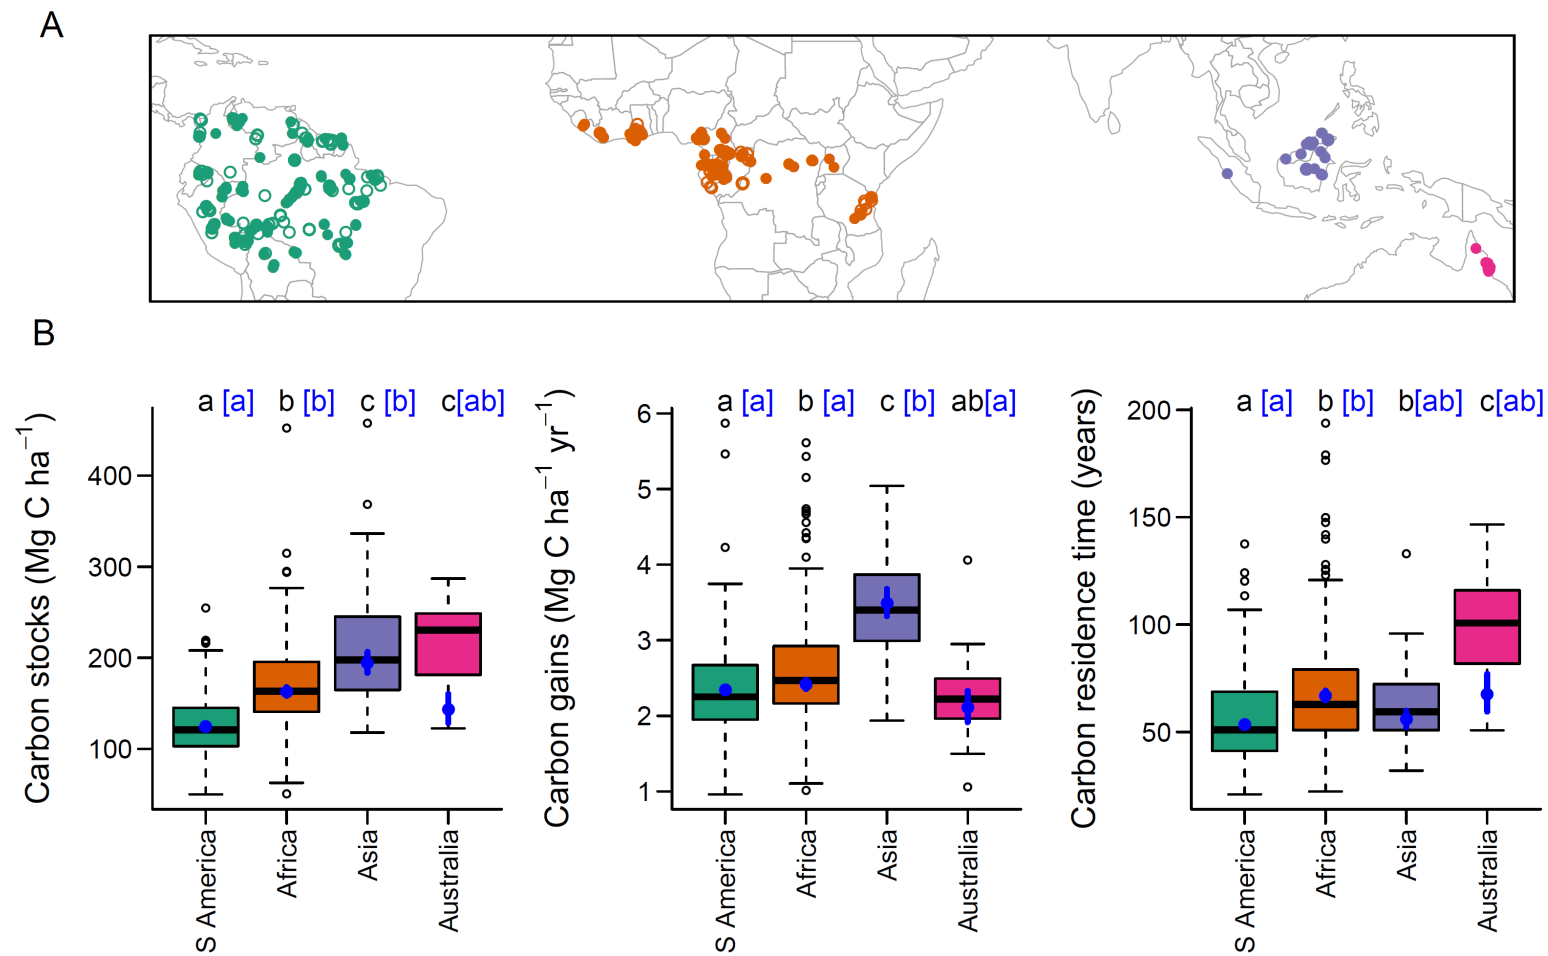 A
B
Carbon stocks (Mg C ha⁻¹)
a [a] b [b] c [b] c[ab]
400
300
200
100
S America
Africa
Asia
Australia
Carbon gains (Mg C ha⁻¹ yr⁻¹)
a [a] b [a] c [b] ab[a]
6
5
4
3
2
1
S America
Africa
Asia
Australia
Carbon residence time (years)
a [a] b [b] b[ab] c[ab]
200
150
100
50
S America
Africa
Asia
Australia